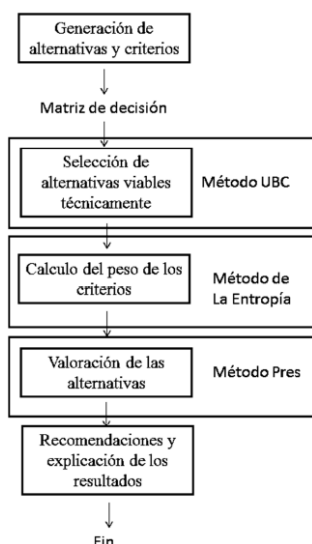 Generación de
alternativas y criterios
Matriz de decisión
Selección de
alternativas viables
técnicamente
Método UBC
Calculo del peso de los
criterios
Método de
La Entropía
Valoración de las
alternativas
Método Pres
Recomendaciones y
explicación de los
resultados
Fin